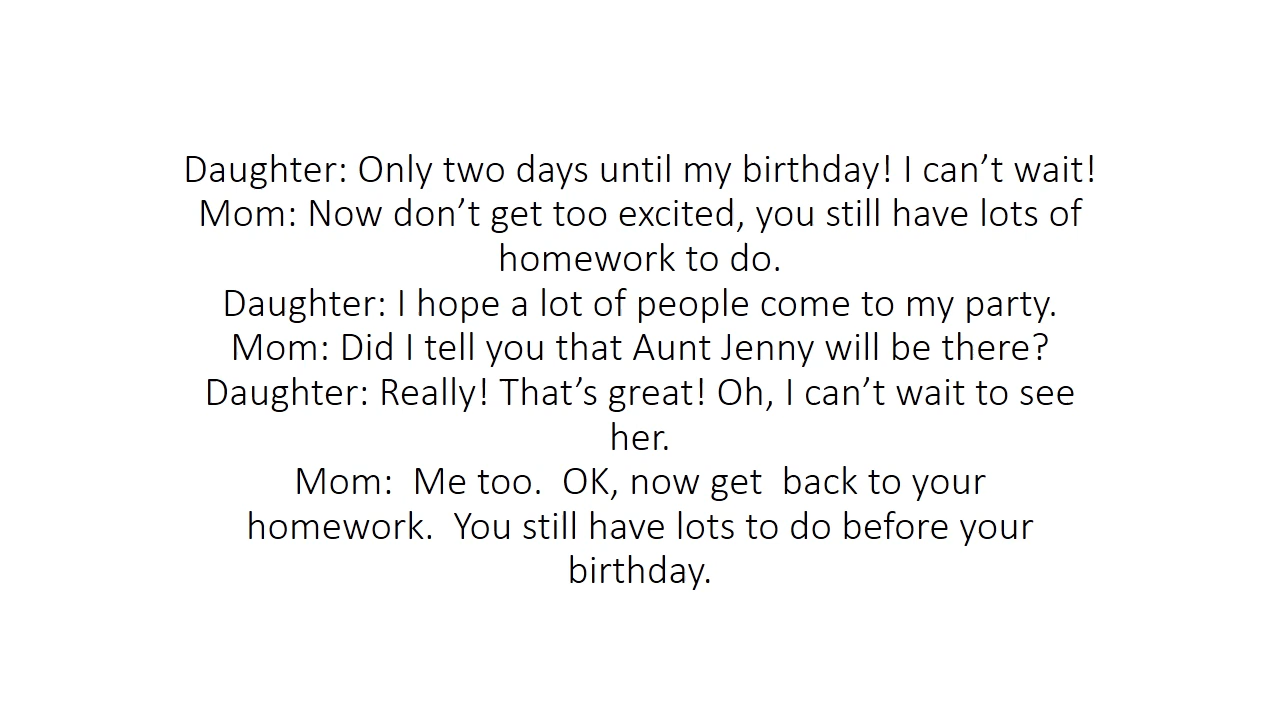 Daughter: Only two days until my birthday! I can’t wait!
Mom: Now don’t get too excited, you still have lots of
homework to do.
Daughter: I hope a lot of people come to my party.
Mom: Did I tell you that Aunt Jenny will be there?
Daughter: Really! That’s great! Oh, I can’t wait to see
her.
Mom:  Me too.  OK, now get  back to your
homework.  You still have lots to do before your
birthday.